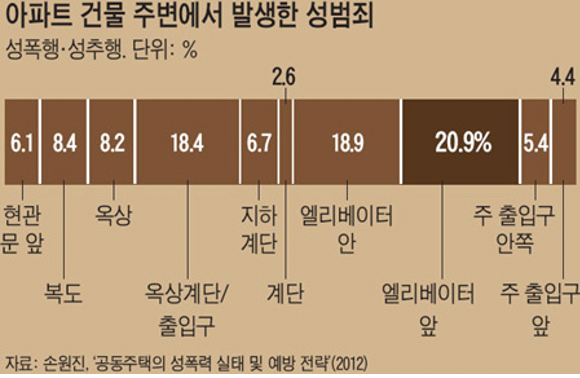 아파트 건물 주변에서 발생한 성범죄
성폭행·성추행. 단위: %
2.6
4.4
6.1
8.4
8.2
18.4
6.7
18.9
20.9%
5.4
현관
문 앞
옥상
지하
계단
엘리베이터
안
주 출입구
안쪽
복도
옥상계단/
출입구
계단
엘리베이터
앞
주 출입구
앞
자료: 손원진, '공동주택의 성폭력 실태 및 예방 전략'(2012)